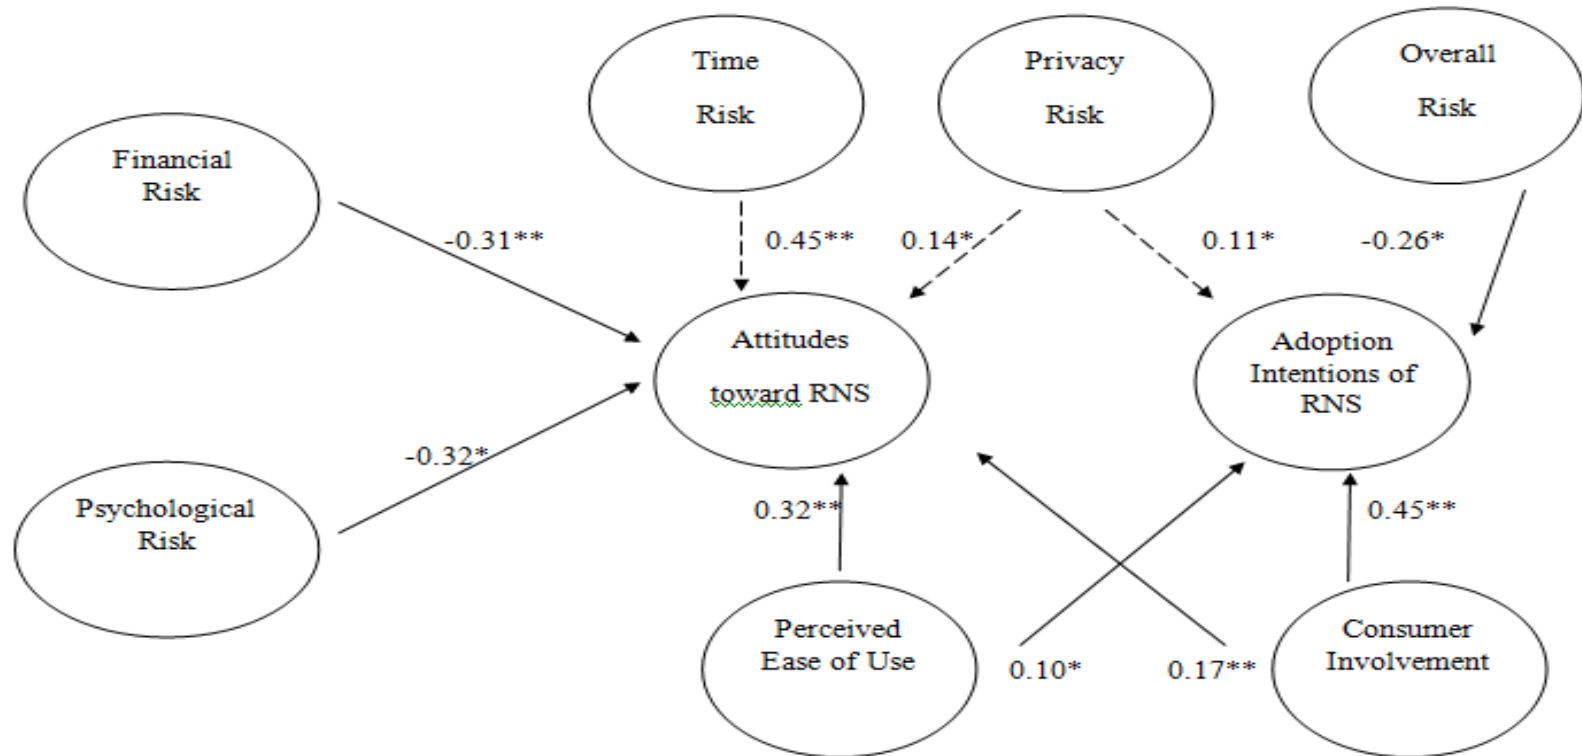 Time
Risk
Privacy
Risk
Overall
Risk
Financial
Risk
-0.31**
0.45**
0.14*
0.11*
-0.26*
Attitudes
toward RNS
Adoption
Intentions of
RNS
-0.32*
Psychological
Risk
0.32**
0.45**
Perceived
Ease of Use
0.10*
0.17**
Consumer
Involvement